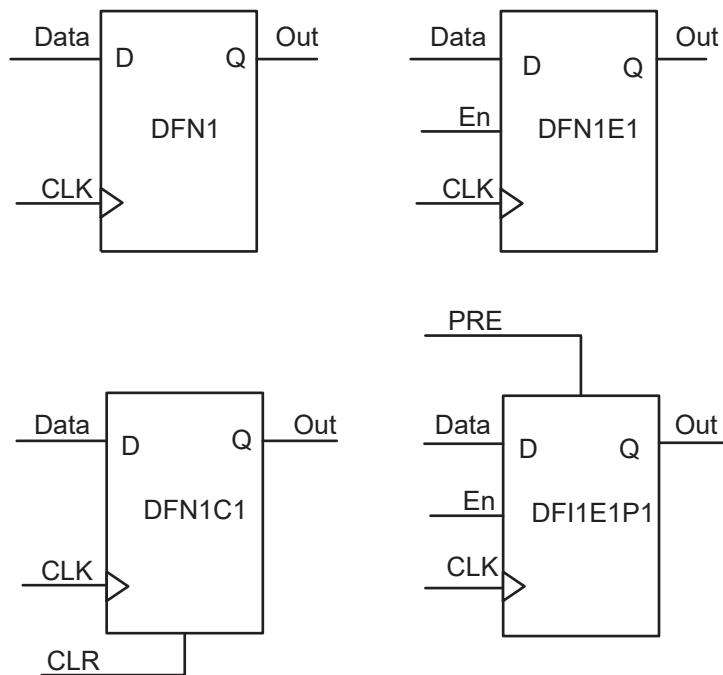 Data
D
Q
Out
DFN1
CLK
Data
D
Q
Out
En
DFN1E1
CLK
Data
D
Q
Out
DFN1C1
CLK
CLR
PRE
Data
D
Q
Out
En
DFI1E1P1
CLK